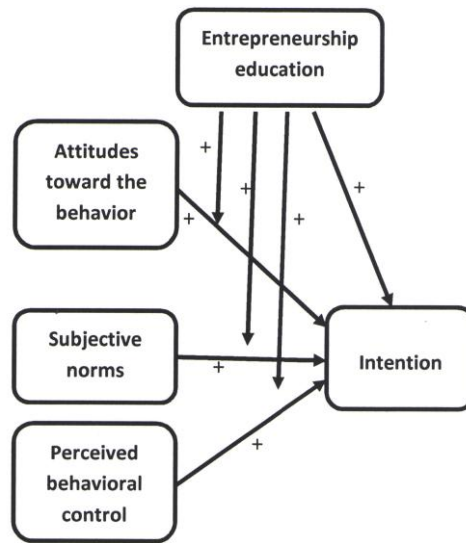 Entrepreneurship
education
+
Attitudes
toward the
behavior
+
+
+
+
Subjective
norms
+
Intention
Perceived
behavioral
control
+